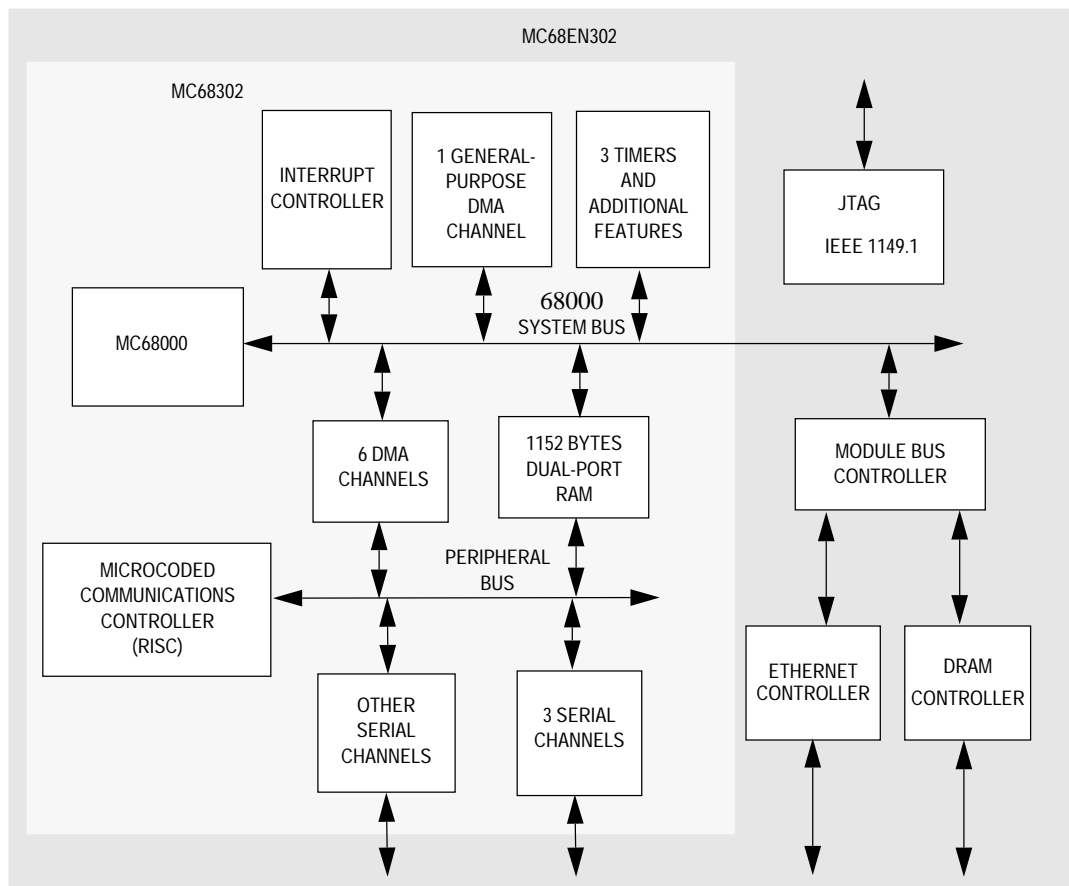 MC68EN302
MC68302
INTERRUPT
CONTROLLER
1 GENERAL-
PURPOSE
DMA
CHANNEL
3 TIMERS
AND
ADDITIONAL
FEATURES
JTAG
IEEE 1149.1
68000
SYSTEM BUS
MC68000
6 DMA
CHANNELS
1152 BYTES
DUAL-PORT
RAM
MODULE BUS
CONTROLLER
PERIPHERAL
BUS
MICROCODED
COMMUNICATIONS
CONTROLLER
(RISC)
OTHER
SERIAL
CHANNELS
3 SERIAL
CHANNELS
ETHERNET
CONTROLLER
DRAM
CONTROLLER